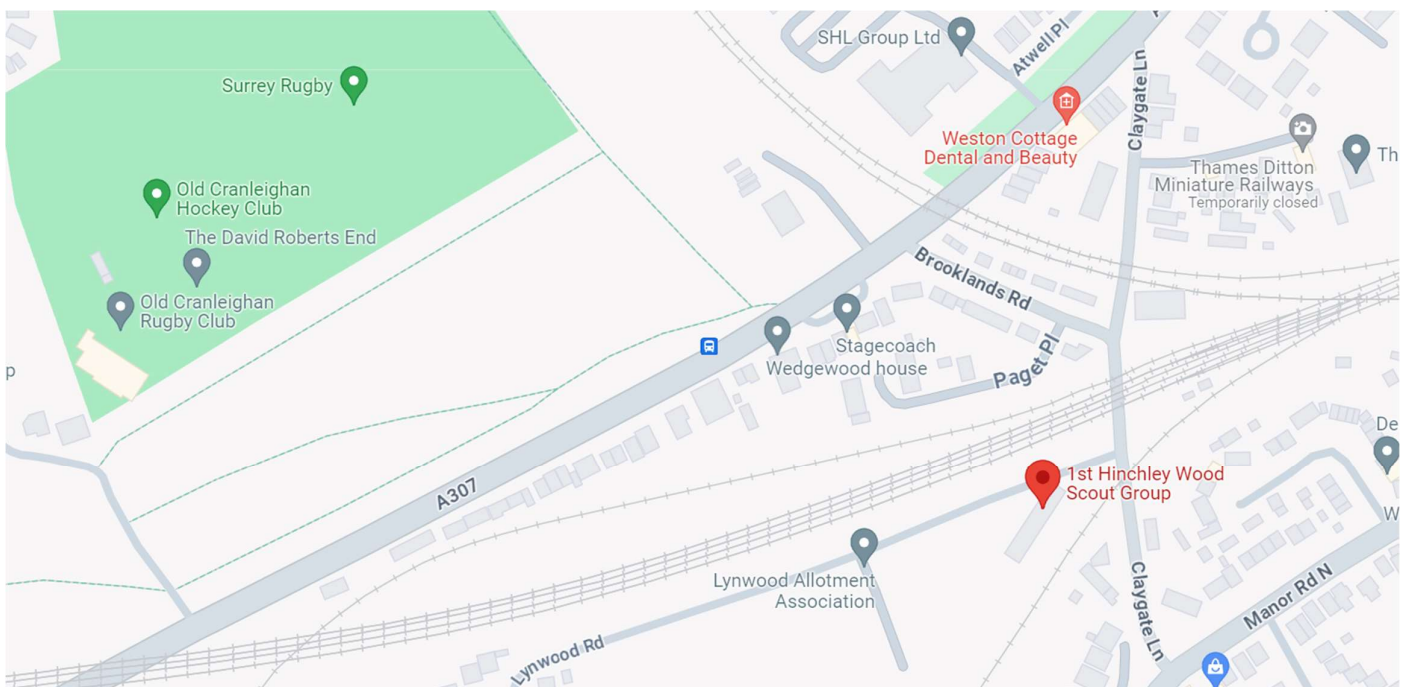 SHL Group Ltd
Atwell Pl
Claygate Ln
Surrey Rugby
Weston Cottage
Dental and Beauty
Th
Thames Ditton
Miniature Railways
Temporarily closed
Old Cranleighan
Hockey Club
The David Roberts End
Old Cranleighan
Rugby Club
Brooklands Rd
Stagecoach
Wedgewood house
Paget Pl
p
De
A307
1st Hinchley Wood
Scout Group
W
Lynwood Allotment
Association
Claygate Ln
Manor Rd N
Lynwood Rd